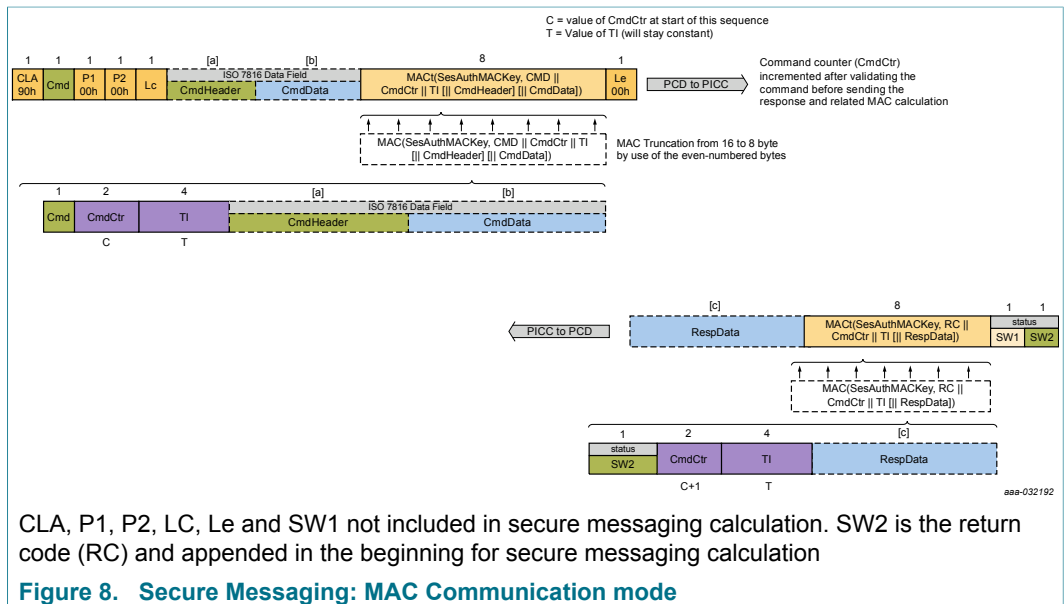 C = value of CmdCtr at start of this sequence
T = Value of TI (will stay constant)
1 1 1 1 1 [a] [b] 8 1
CLA
90h
Cmd
P1
00h
P2
00h
Lc
ISO 7816 Data Field
CmdHeader
CmdData
MACt(SesAuthMACKey, CMD ||
CmdCtr || TI [|| CmdHeader] [|| CmdData])
Le
00h
PCD to PICC
Command counter (CmdCtr)
incremented after validating the
command before sending the
response and related MAC calculation
MAC(SesAuthMACKey, CMD || CmdCtr || TI
[|| CmdHeader] [|| CmdData])
MAC Truncation from 16 to 8 byte
by use of the even-numbered bytes
1 2 4 [a] [b]
Cmd
CmdCtr
TI
ISO 7816 Data Field
CmdHeader
CmdData
C T
[c] 8 1 1
PICC to PCD
RespData
MACt(SesAuthMACKey, RC ||
CmdCtr || TI [|| RespData])
status
SW1
SW2
MAC(SesAuthMACKey, RC ||
CmdCtr || TI [|| RespData])
1 2 4 [c]
status
SW2
CmdCtr
TI
RespData
C+1 T
aaa-032192
CLA, P1, P2, LC, Le and SW1 not included in secure messaging calculation. SW2 is the return
code (RC) and appended in the beginning for secure messaging calculation
Figure 8. Secure Messaging: MAC Communication mode